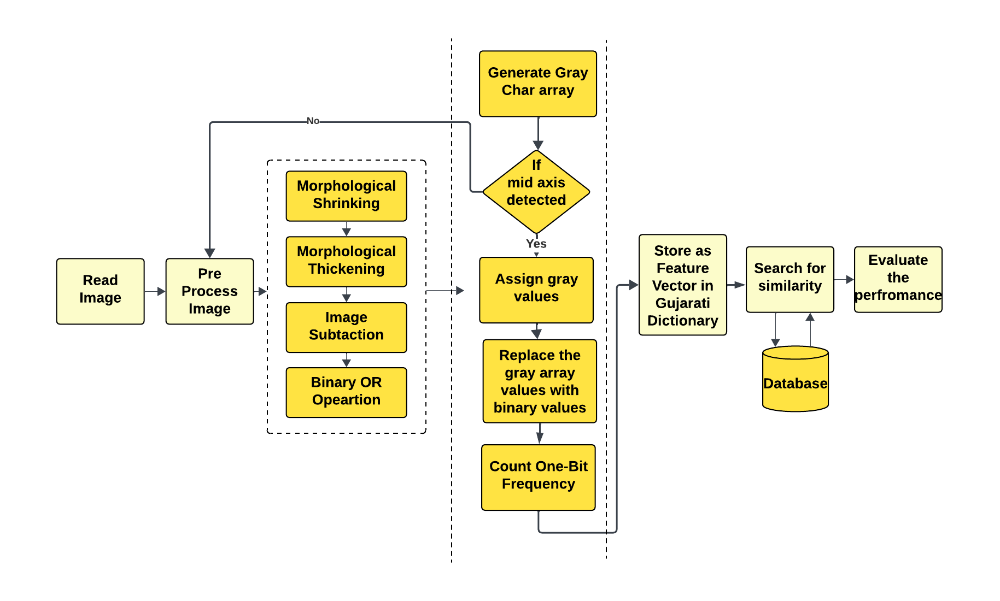 Read
Image
Pre
Process
Image
Morphological
Shrinking
Morphological
Thickening
Image
Subtaction
Binary OR
Opeartion
No
Generate Gray
Char array
If
mid axis
detected
Yes
Assign gray
values
Replace the
gray array
values with
binary values
Count One-Bit
Frequency
Store as
Feature
Vector in
Gujarati
Dictionary
Search for
similarity
Database
Evaluate
the
perfromance